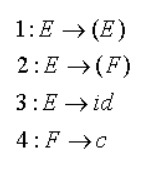 1:E → (E)
2:E → (F)
3:E → id
4:F → c